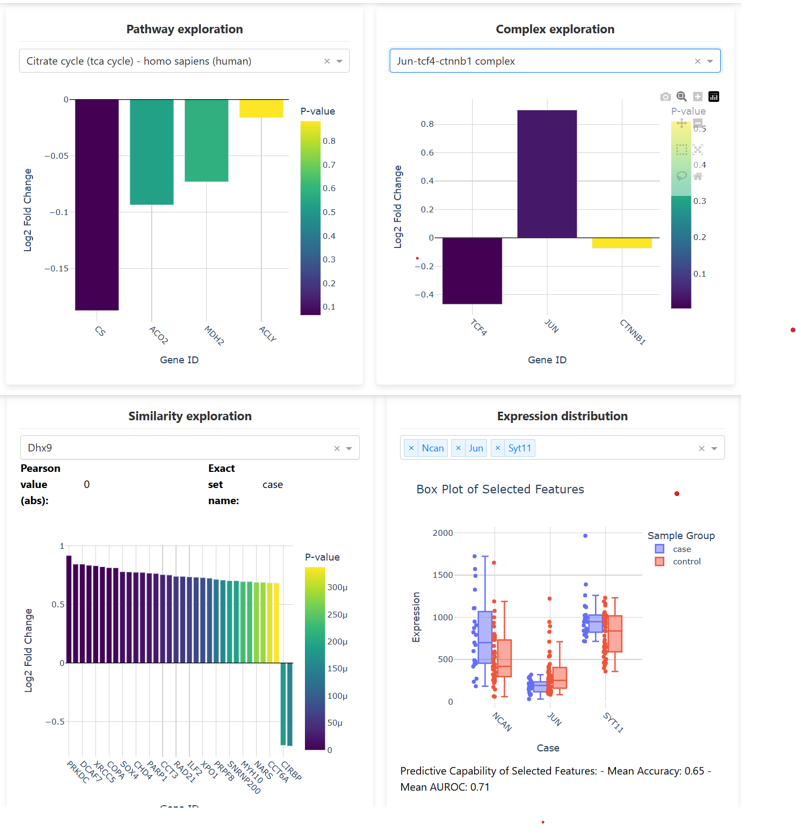 Pathway exploration
Citrate cycle (tca cycle) - homo sapiens (human)
0
−0.05
−0.1
−0.15
Log2 Fold Change
CS
ACO2
MDH2
ACLY
Gene ID
P-value
0.8
0.7
0.6
0.5
0.4
0.3
0.2
0.1
Complex exploration
Jun-tcf4-ctnnb1 complex
0.8
0.6
0.4
0.2
0
−0.2
−0.4
Log2 Fold Change
TCF4
JUN
CTNNB1
Gene ID
P-value
0.5
0.4
0.3
0.2
0.1
Similarity exploration
Dhx9
Pearson value (abs): 0
Exact set name: case
1
0.5
0
−0.5
Log2 Fold Change
PRKDC
DCAF7
XRCC5
COPA
SOX4
CHD4
PARP1
CCT3
RAD21
ILF2
XPO1
PRPF8
SNRNP200
MYH10
NARS
CCT6A
CIRBP
Gene ID
P-value
300μ
250μ
200μ
150μ
100μ
50μ
0
Expression distribution
× Ncan × Jun × Syt11
Box Plot of Selected Features
2000
1500
1000
500
0
Expression
NCAN
JUN
SYT11
Case
Sample Group
case
control
Predictive Capability of Selected Features: - Mean Accuracy: 0.65 -
Mean AUROC: 0.71